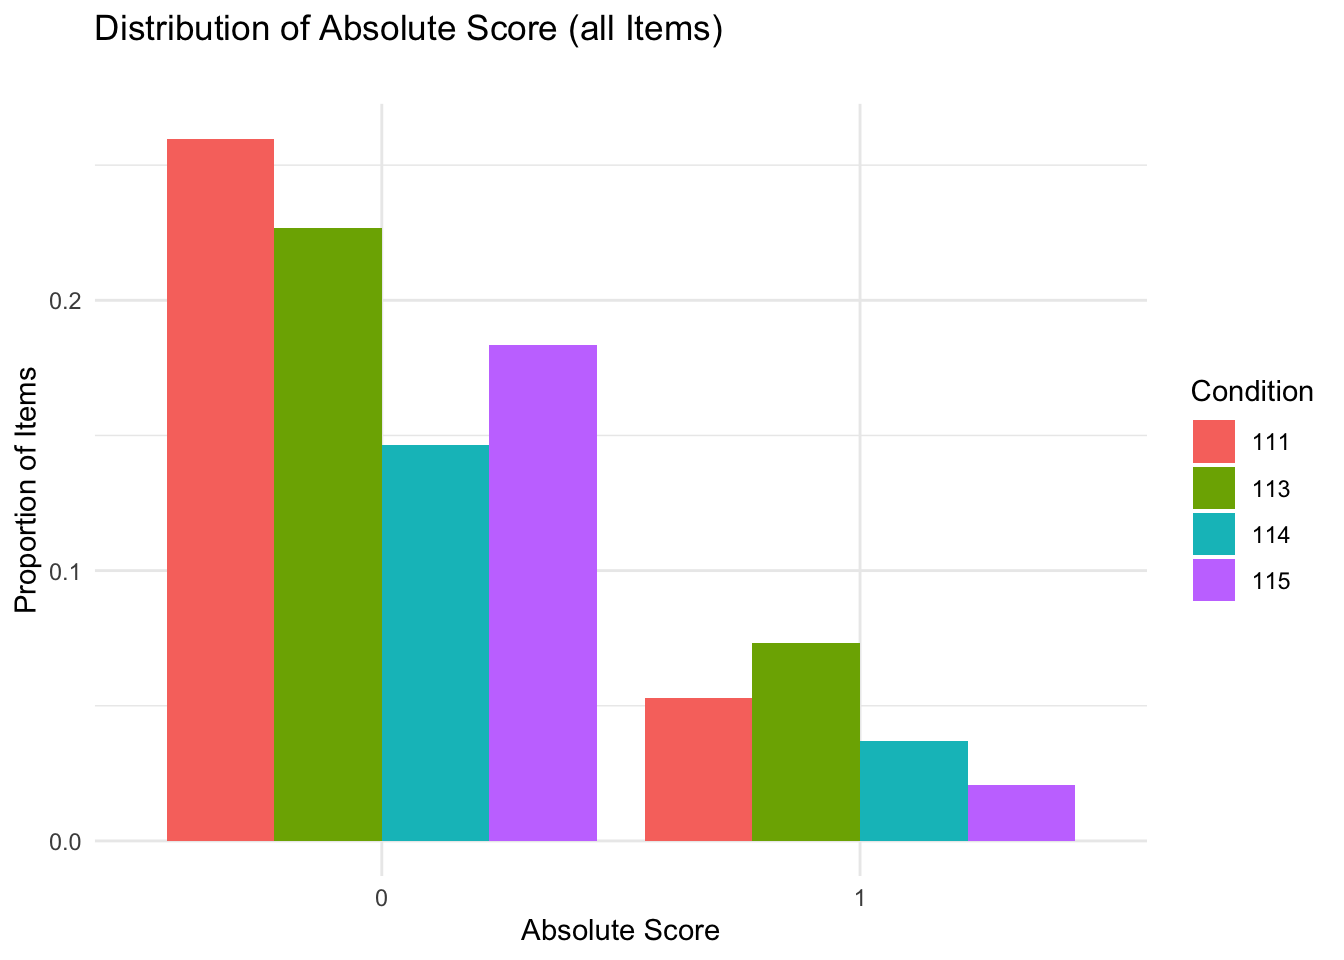 Distribution of Absolute Score (all Items)
Proportion of Items
0.2
0.1
0.0
0
1
Absolute Score
Condition
111
113
114
115